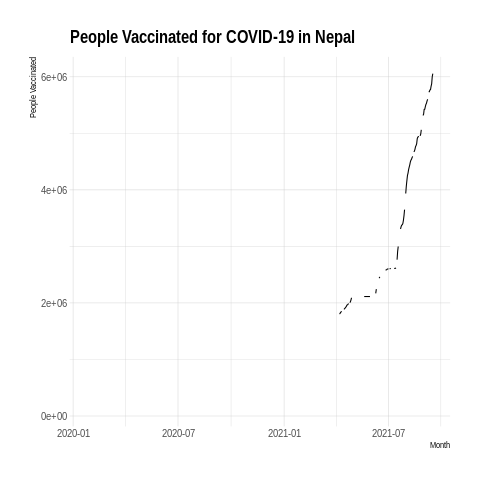 People Vaccinated for COVID-19 in Nepal
People Vaccinated
6e+06
4e+06
2e+06
0e+00
2020-01 2020-07 2021-01 2021-07
Month